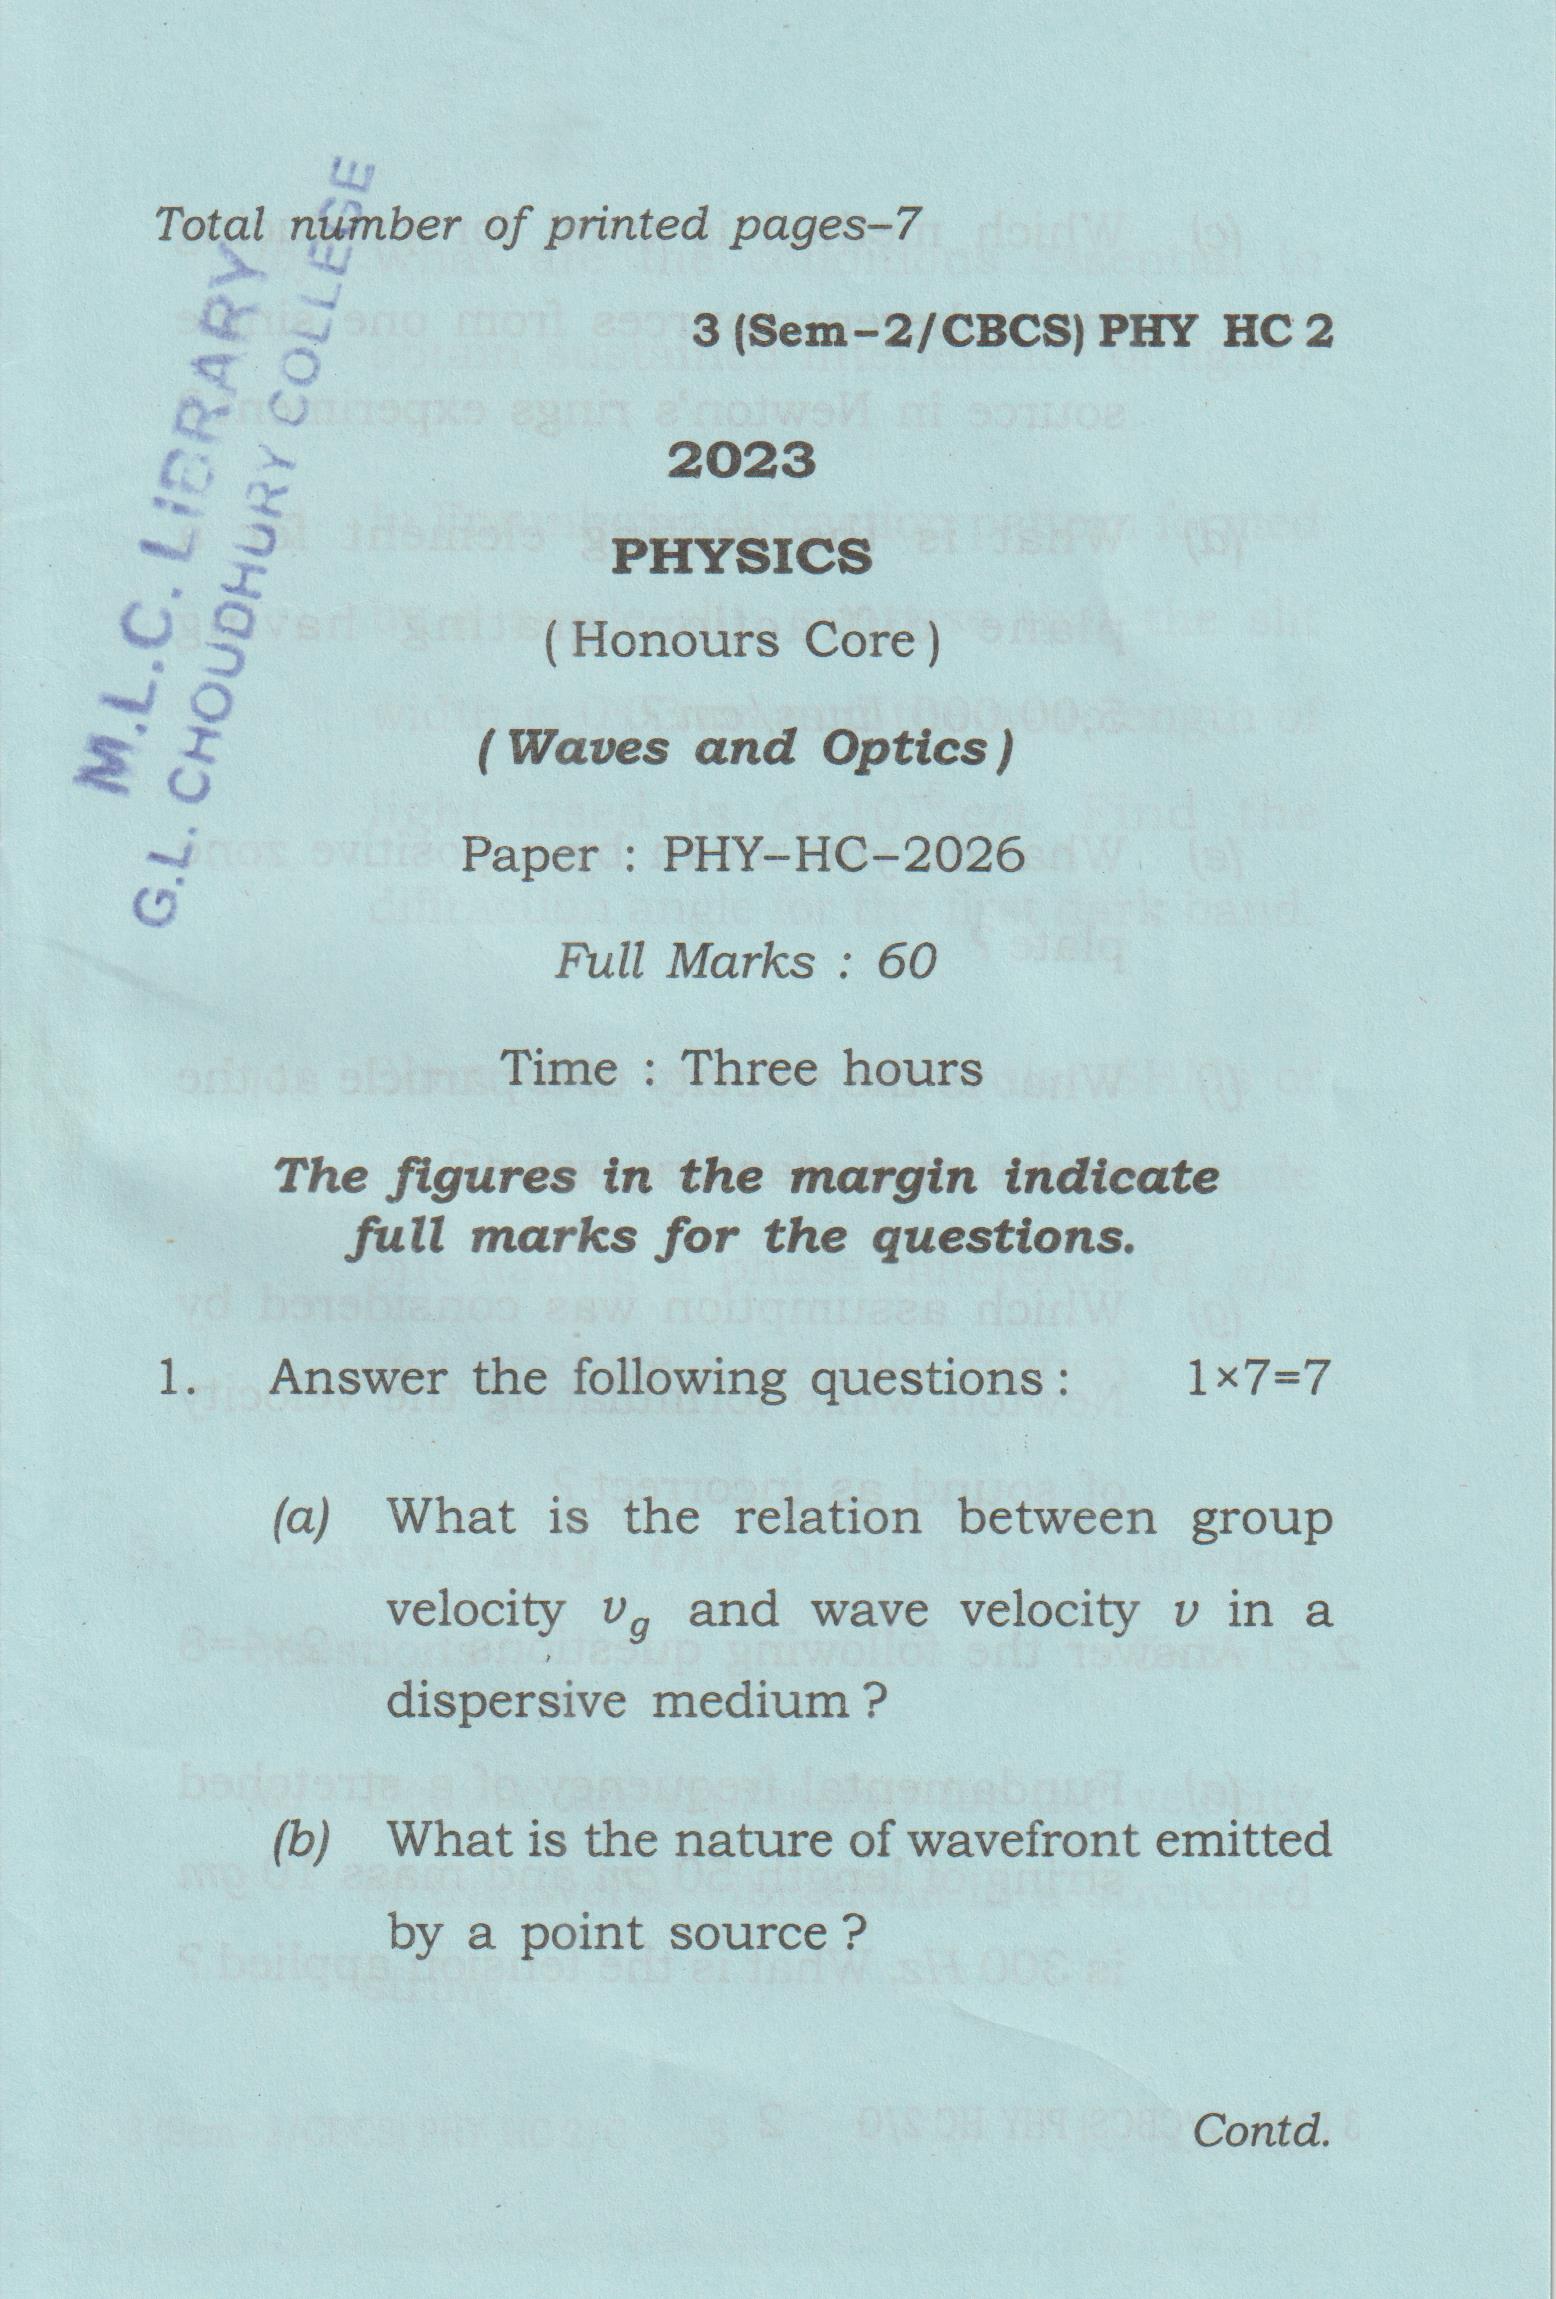 Total number of printed pages–7
3 (Sem–2/CBCS) PHY HC 2
2023
PHYSICS
( Honours Core )
( Waves and Optics )
Paper : PHY–HC–2026
Full Marks : 60
Time : Three hours
The figures in the margin indicate
full marks for the questions.
1. Answer the following questions : 1×7=7
(a) What is the relation between group
velocity v_g and wave velocity v in a
dispersive medium ?
(b) What is the nature of wavefront emitted
by a point source ?
Contd.
M.L.C. LIBRARY
G.L. CHOUDHURY COLLEGE